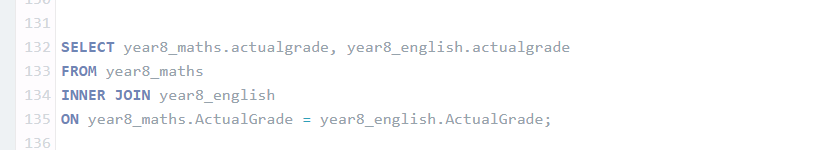 130
131
132 SELECT year8_maths.actualgrade, year8_english.actualgrade
133 FROM year8_maths
134 INNER JOIN year8_english
135 ON year8_maths.ActualGrade = year8_english.ActualGrade;
136